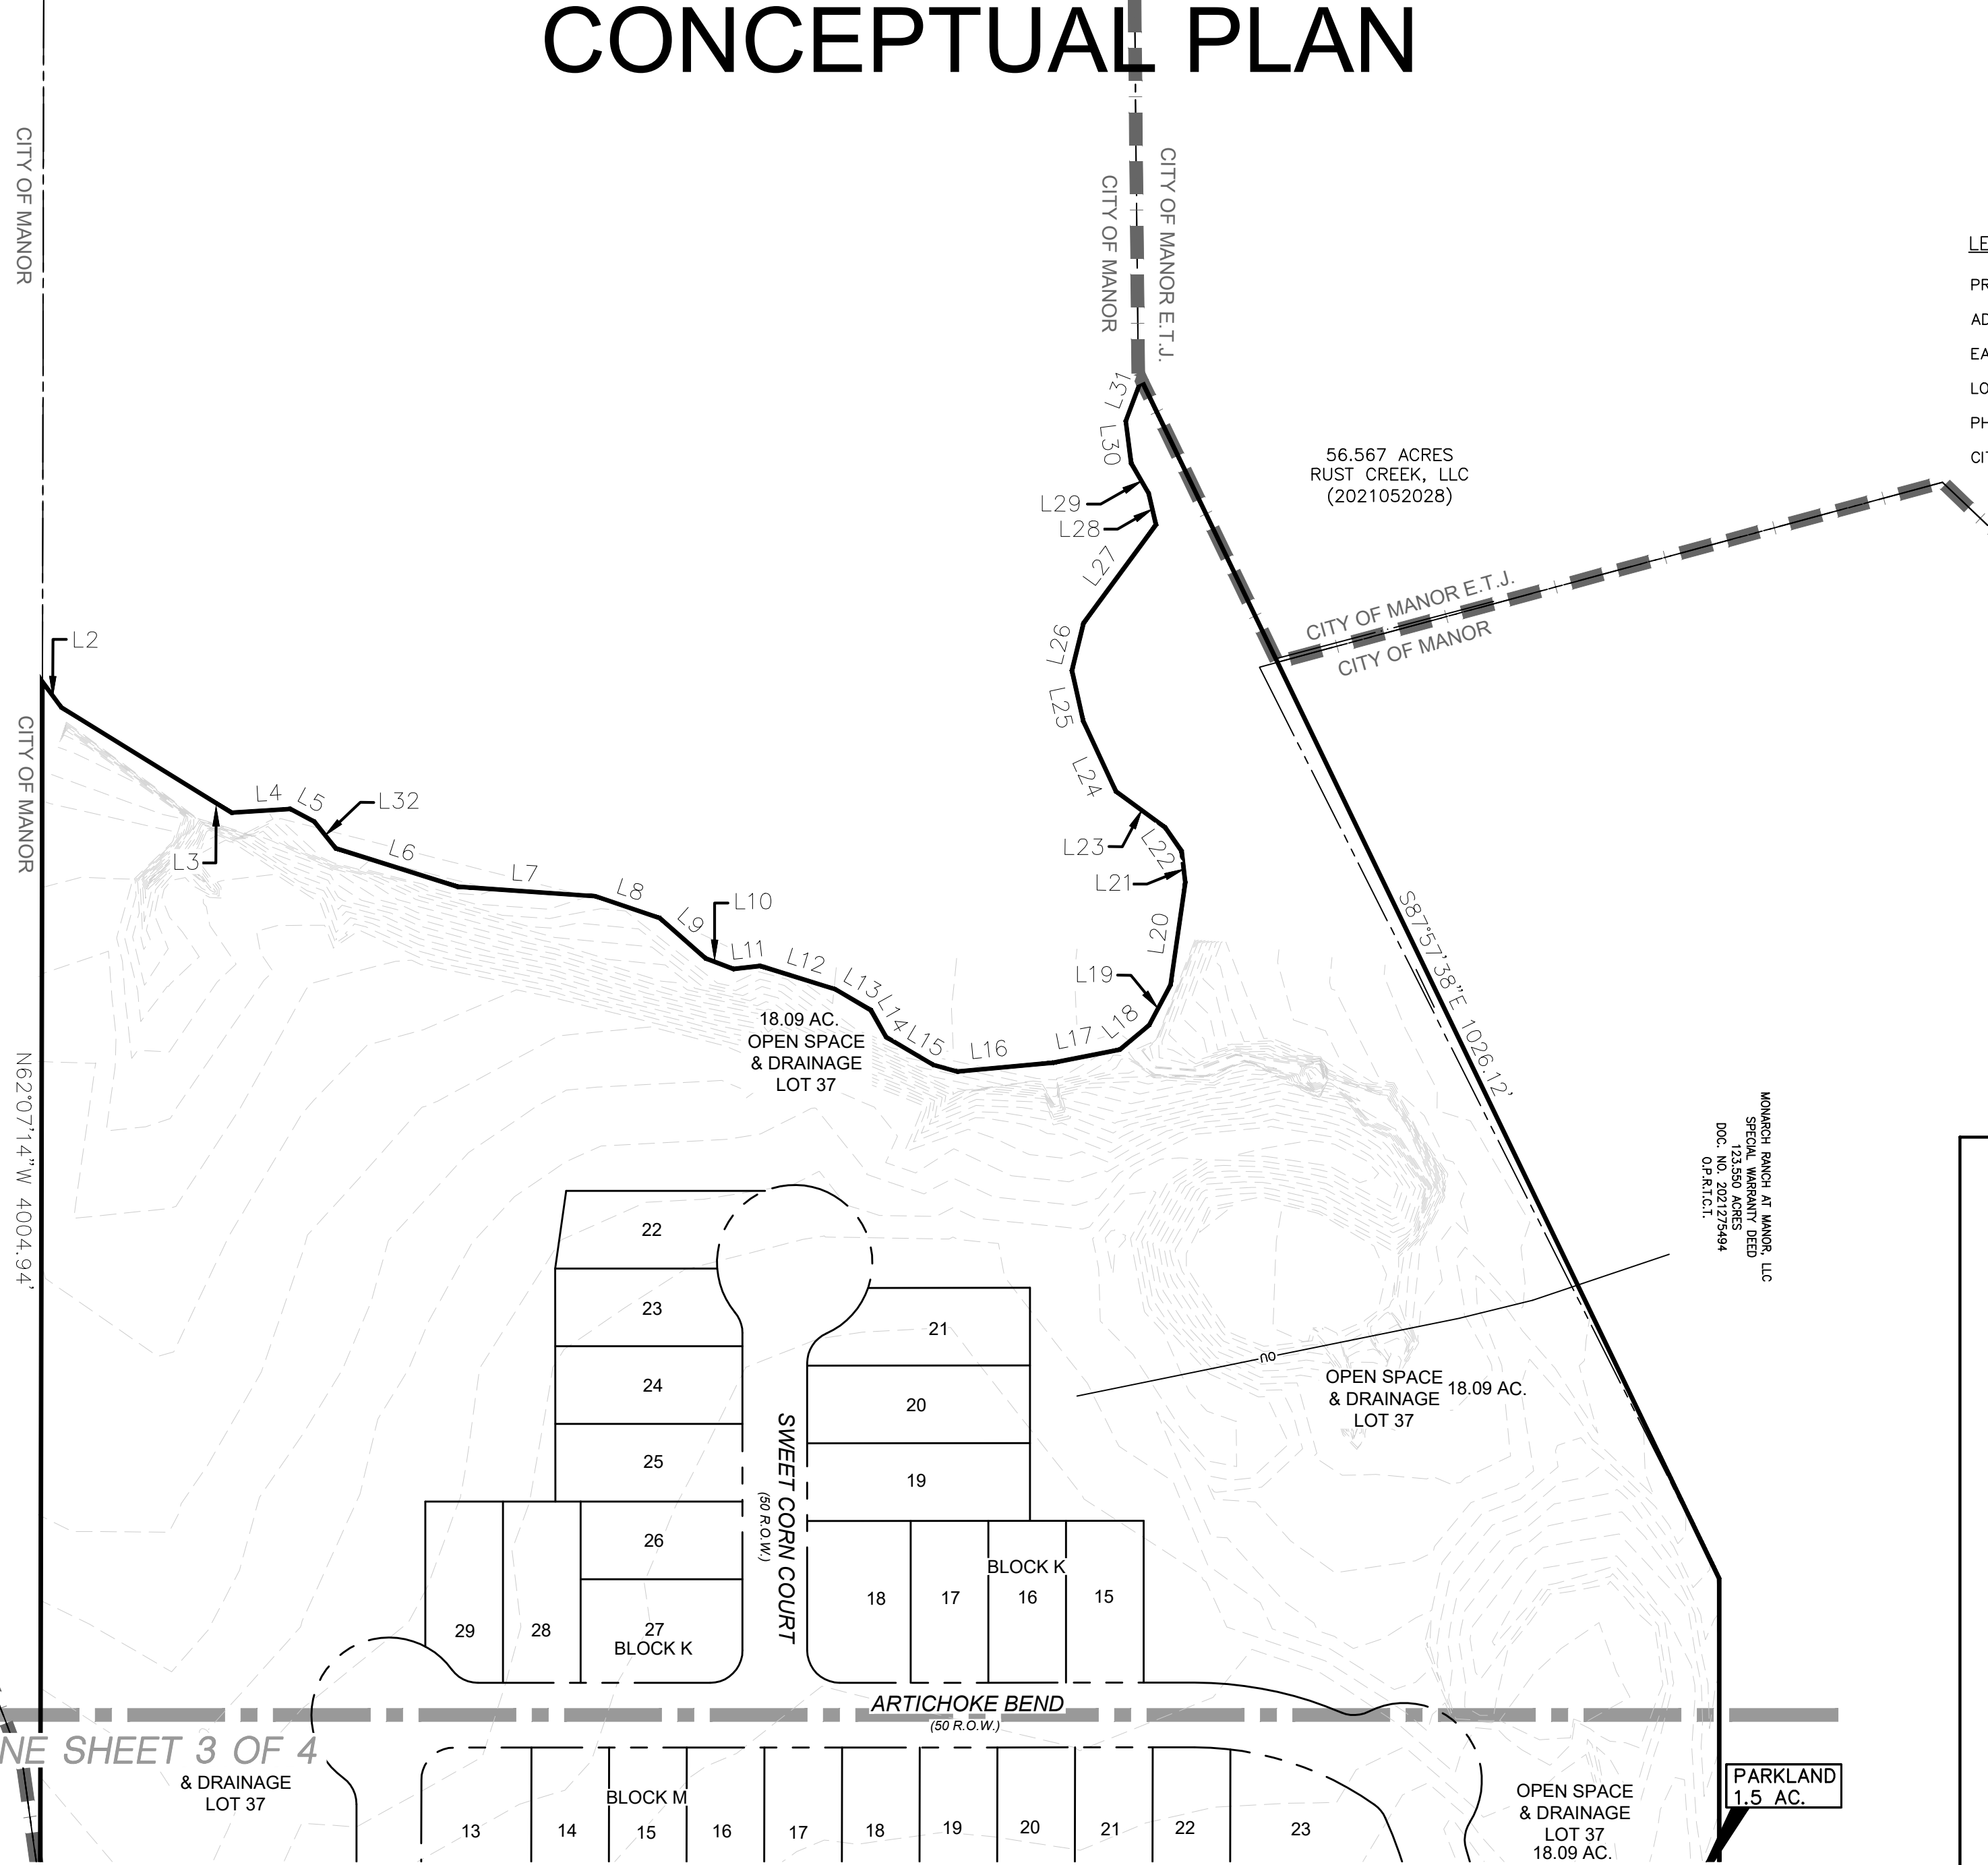 CONCEPTUAL PLAN
CITY OF MANOR
CITY OF MANOR
CITY OF MANOR E.T.J.
LE
PR
AD
EA
LO
PH
CI
L31
L30
L29
L28
L27
L26
L25
L24
L23
L22
L21
L20
L19
L18
L17
L16
L15
L14
L13
L12
L11
L10
L9
L8
L7
L6
L32
L5
L4
L3
L2
56.567 ACRES
RUST CREEK, LLC
(2021052028)
CITY OF MANOR E.T.J.
CITY OF MANOR
CITY OF MANOR
N62°07'14"W 4004.94'
S87°57'38"E 1026.12'
MONARCH RANCH AT MANOR, LLC
SPECIAL WARRANTY DEED
123.550 ACRES
DOC. NO. 2021275494
O.P.R.T.C.T.
18.09 AC.
OPEN SPACE
& DRAINAGE
LOT 37
OPEN SPACE
& DRAINAGE
LOT 37
18.09 AC.
22
23
24
25
26
27
BLOCK K
28
29
21
20
19
18
17
BLOCK K
16
15
SWEET CORN COURT
(50 R.O.W.)
ARTICHOKE BEND
(50 R.O.W.)
NE SHEET 3 OF 4
& DRAINAGE
LOT 37
BLOCK M
13
14
15
16
17
18
19
20
21
22
23
OPEN SPACE
& DRAINAGE
LOT 37
18.09 AC.
PARKLAND
1.5 AC.